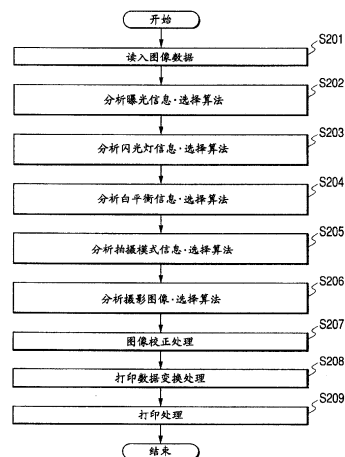 开始
S201
读入图像数据
S202
分析曝光信息·选择算法
S203
分析闪光灯信息·选择算法
S204
分析白平衡信息·选择算法
S205
分析拍摄模式信息·选择算法
S206
分析摄影图像·选择算法
S207
图像校正处理
S208
打印数据变换处理
S209
打印处理
结束